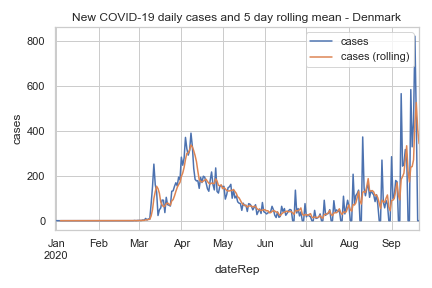 New COVID-19 daily cases and 5 day rolling mean - Denmark
cases
cases (rolling)
800
600
400
200
0
cases
Jan Feb Mar Apr May Jun Jul Aug Sep
2020
dateRep